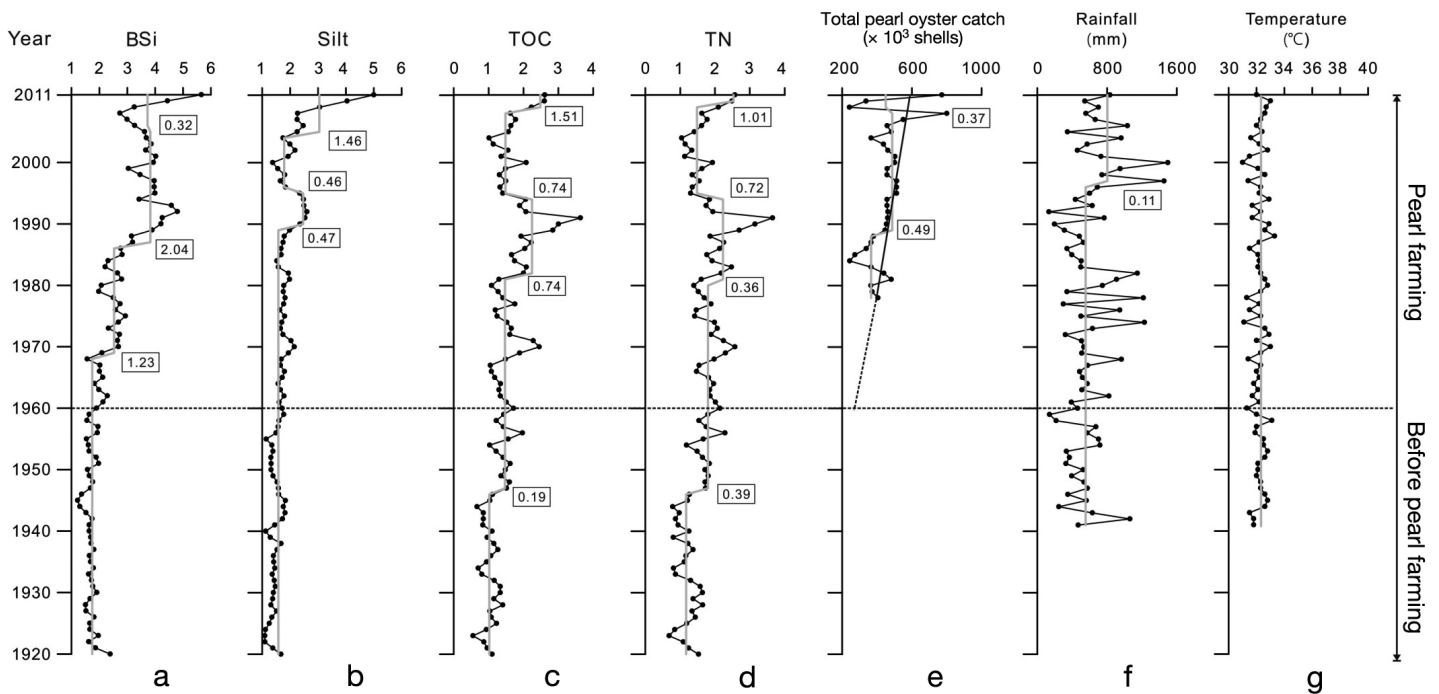 Year
BSi
Silt
TOC
TN
Total pearl oyster catch
(× 10³ shells)
Rainfall
(mm)
Temperature
(℃)
1 2 3 4 5 6
1 2 3 4 5 6
0 1 2 3 4
0 1 2 3 4
200 600 1000
0 800 1600
30 32 34 36 38 40
2011
2000
1990
1980
1970
1960
1950
1940
1930
1920
0.32
2.04
1.23
1.46
0.46
0.47
1.51
0.74
0.74
0.19
1.01
0.72
0.36
0.39
0.37
0.49
0.11
Pearl farming
Before pearl farming
a b c d e f g